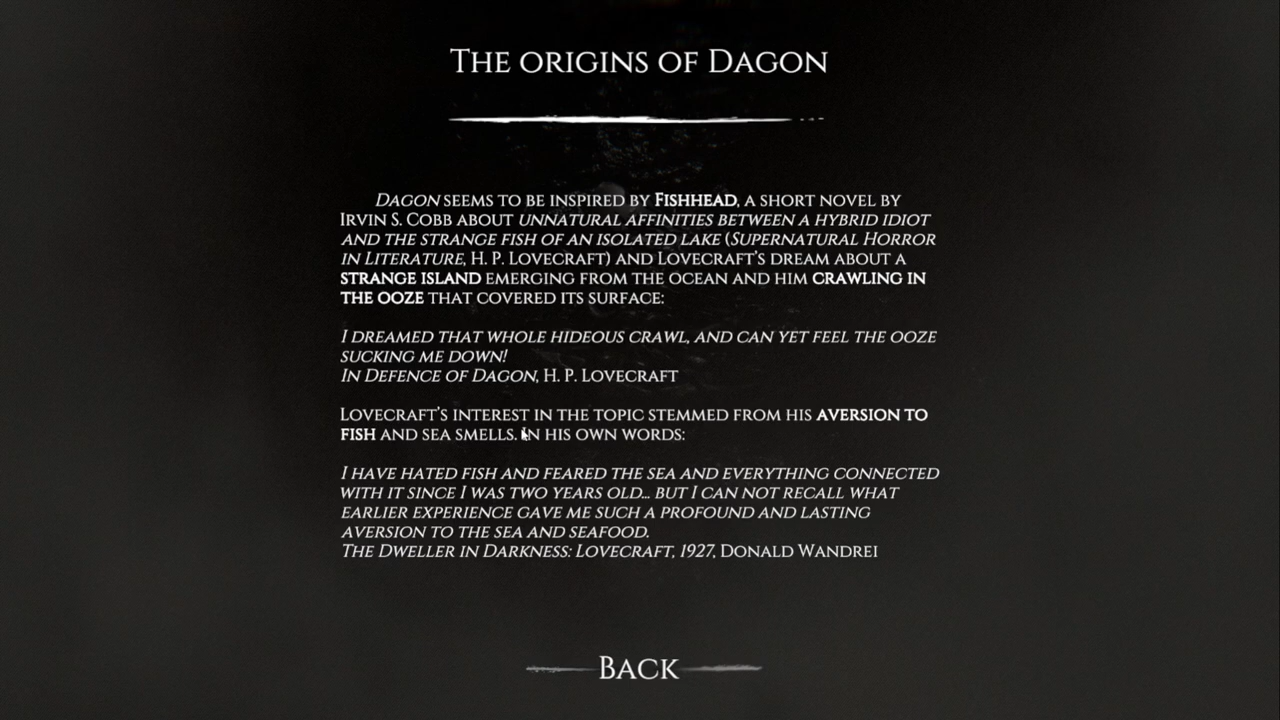 The origins of Dagon
Dagon seems to be inspired by Fishhead, a short novel by
Irvin S. Cobb about unnatural affinities between a hybrid idiot
and the strange fish of an isolated lake (Supernatural Horror
in Literature, H. P. Lovecraft) and Lovecraft's dream about a
strange island emerging from the ocean and him crawling in
the ooze that covered its surface:
I dreamed that whole hideous crawl, and can yet feel the ooze
sucking me down!
In Defence of Dagon, H. P. Lovecraft
Lovecraft's interest in the topic stemmed from his aversion to
fish and sea smells. In his own words:
I have hated fish and feared the sea and everything connected
with it since I was two years old... but I can not recall what
earlier experience gave me such a profound and lasting
aversion to the sea and seafood.
The Dweller in Darkness: Lovecraft, 1927, Donald Wandrei
Back